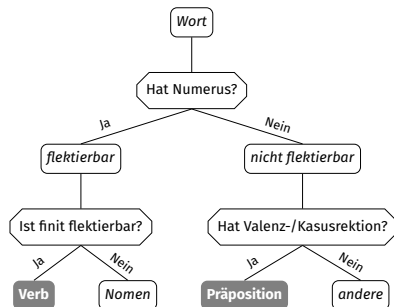 Wort
Hat Numerus?
Ja
Nein
flektierbar
nicht flektierbar
Ist finit flektierbar?
Hat Valenz-/Kasusrektion?
Ja
Nein
Ja
Nein
Verb
Nomen
Präposition
andere